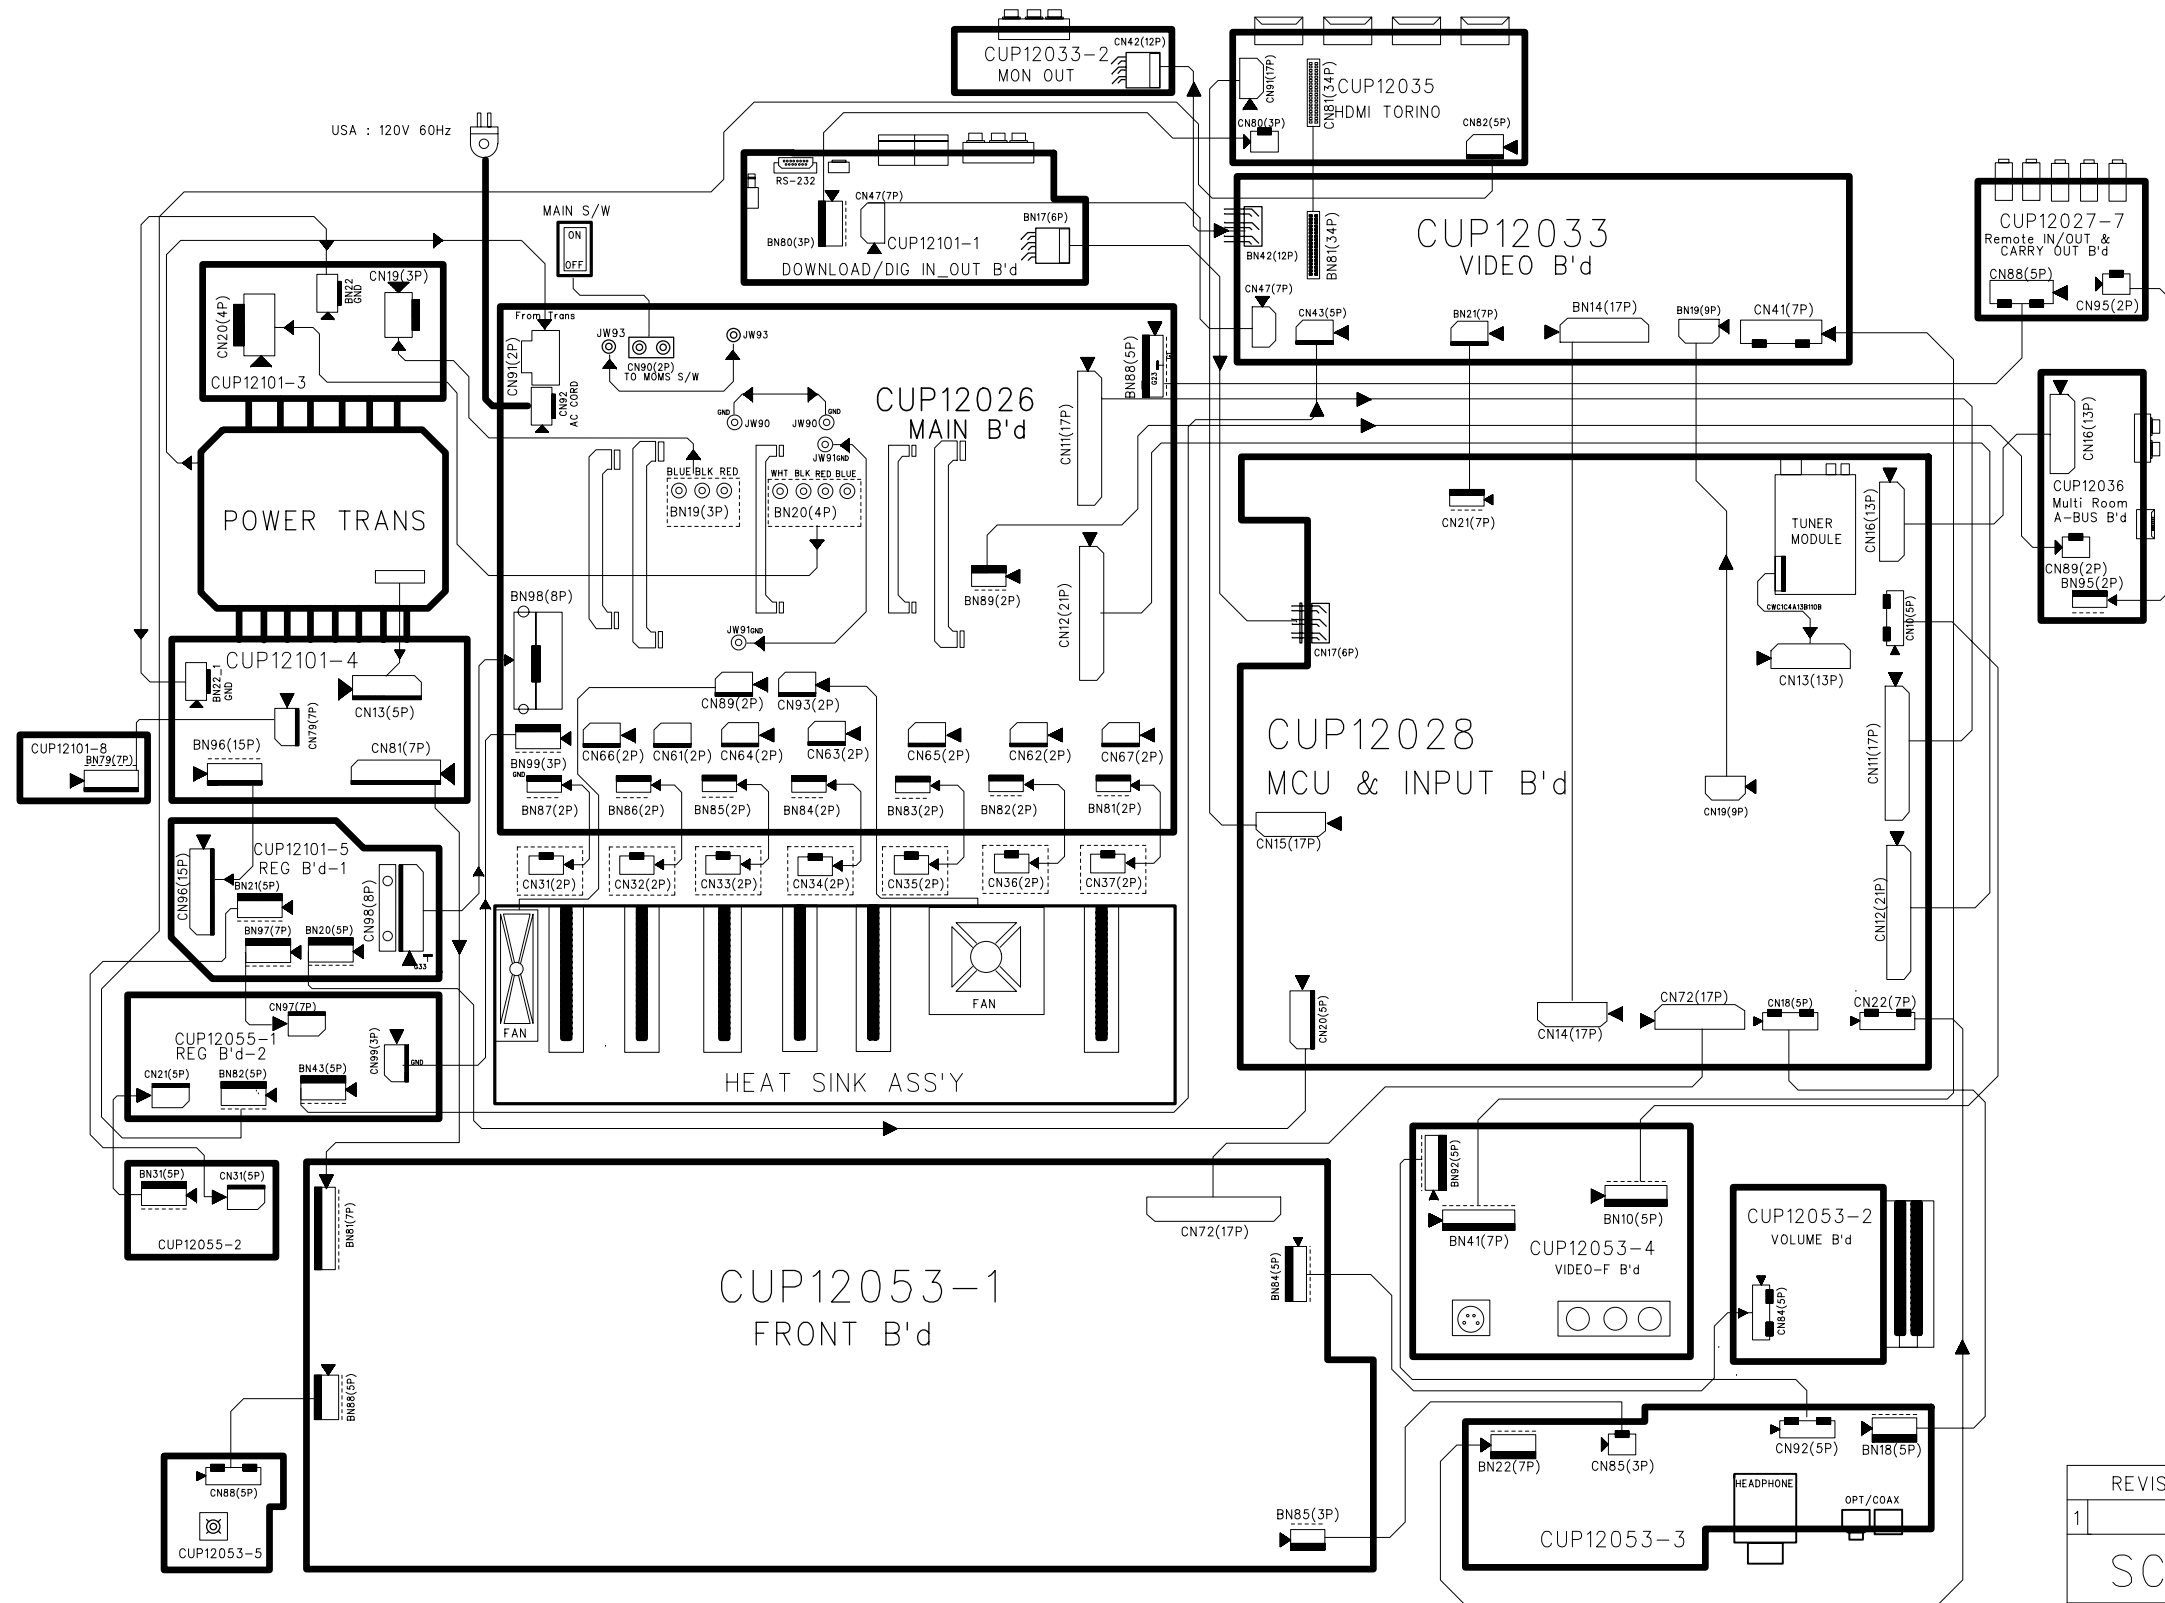 CUP12033-2
MON OUT
CN42(12P)
CN91(17P)
CN81(34P)
CUP12035
HDMI TORINO
CN80(3P)
CN82(5P)
USA : 120V 60Hz
MAIN S/W
ON
OFF
RS-232
CN47(7P)
BN17(6P)
BN80(3P)
CUP12101-1
DOWNLOAD/DIG IN_OUT B'd
CUP12033
VIDEO B'd
BN42(12P)
BN81(34P)
CN47(7P)
CN43(5P)
BN21(7P)
BN14(17P)
BN19(9P)
CN41(7P)
CUP12027-7
Remote IN/OUT &
CARRY OUT B'd
CN88(5P)
CN95(2P)
CN20(4P)
BN22
GND
CN19(3P)
CUP12101-3
POWER TRANS
From Trans
CN91(2P)
CN92
AC CORD
JW93
CN90(2P)
TO MOMS S/W
JW93
CUP12026
MAIN B'd
BN88(5P)
G23
CN11(17P)
GND
JW90
JW90
GND
JW91GND
BLUE BLK RED
BN19(3P)
WHT BLK RED BLUE
BN20(4P)
BN89(2P)
CN12(21P)
BN98(8P)
JW91GND
CN89(2P)
CN93(2P)
BN99(3P)
GND
CN66(2P)
CN61(2P)
CN64(2P)
CN63(2P)
CN65(2P)
CN62(2P)
CN67(2P)
BN87(2P)
BN86(2P)
BN85(2P)
BN84(2P)
BN83(2P)
BN82(2P)
BN81(2P)
CN31(2P)
CN32(2P)
CN33(2P)
CN34(2P)
CN35(2P)
CN36(2P)
CN37(2P)
FAN
FAN
HEAT SINK ASS'Y
CUP12101-4
BN22_1
GND
CN79(7P)
CN13(5P)
BN96(15P)
CN81(7P)
CUP12101-8
BN79(7P)
CUP12101-5
REG B'd-1
CN96(15P)
BN21(5P)
BN97(7P)
BN20(5P)
CN98(8P)
G33
CN97(7P)
CUP12055-1
REG B'd-2
CN99(3P)
GND
CN21(5P)
BN82(5P)
BN43(5P)
BN31(5P)
CN31(5P)
CUP12055-2
CN21(7P)
TUNER
MODULE
CWC1C4A13B110B
CN16(13P)
CN10(5P)
CN13(13P)
CN17(6P)
CUP12028
MCU & INPUT B'd
CN15(17P)
CN19(9P)
CN11(17P)
CN12(21P)
CN20(5P)
CN14(17P)
CN72(17P)
CN18(5P)
CN22(7P)
CN16(13P)
CUP12036
Multi Room
A-BUS B'd
CN89(2P)
BN95(2P)
BN81(7P)
CN72(17P)
BN84(5P)
CUP12053-1
FRONT B'd
BN88(5P)
BN85(3P)
CN88(5P)
CUP12053-5
BN92(5P)
BN41(7P)
BN10(5P)
CUP12053-4
VIDEO-F B'd
CUP12053-2
VOLUME B'd
CN84(5P)
BN22(7P)
CN85(3P)
CN92(5P)
BN18(5P)
HEADPHONE
OPT/COAX
CUP12053-3
REVIS
1
SC